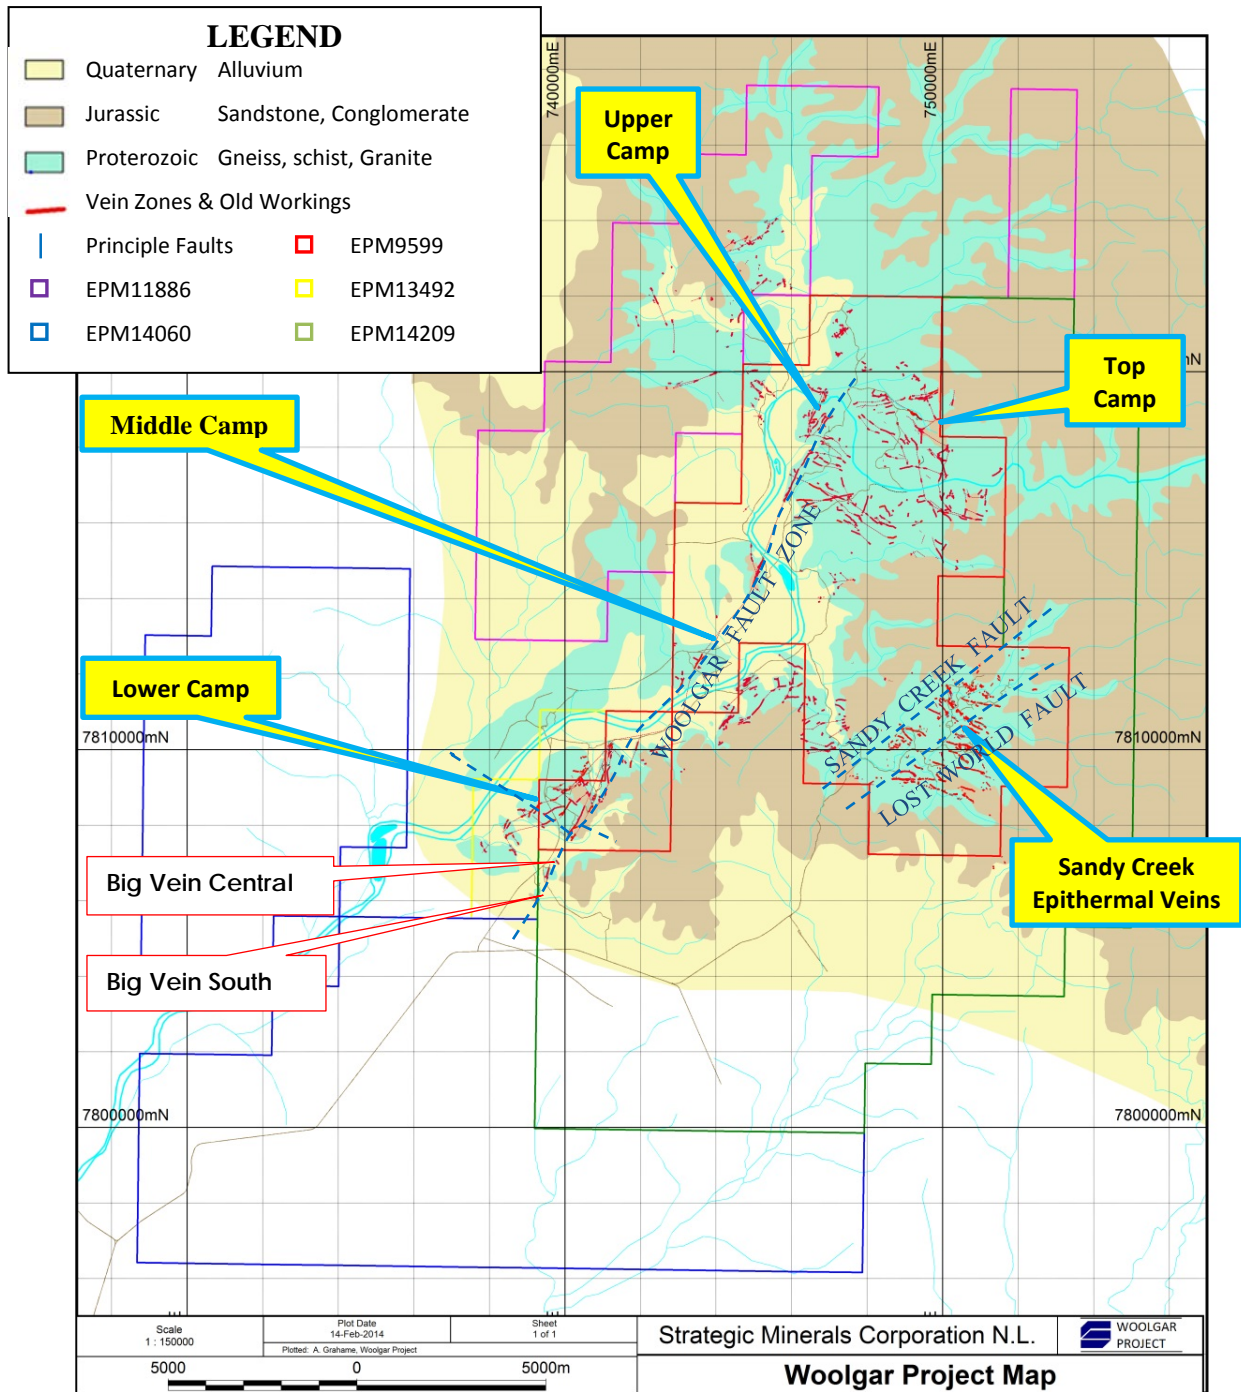 LEGEND
Quaternary Alluvium
Jurassic Sandstone, Conglomerate
Proterozoic Gneiss, schist, Granite
Vein Zones & Old Workings
Principle Faults EPM9599
EPM11886 EPM13492
EPM14060 EPM14209
740000mE
750000mE
Upper
Camp
N
Top
Camp
Middle Camp
WOOLGAR FAULT ZONE
Lower Camp
SANDY CREEK FAULT
LOST WORLD FAULT
7810000mN
7810000mN
Big Vein Central
Sandy Creek
Epithermal Veins
Big Vein South
7800000mN
7800000mN
Scale
1 : 150000
Plot Date
14-Feb-2014
Sheet
1 of 1
Plotted: A. Grahame, Woolgar Project
Strategic Minerals Corporation N.L.
WOOLGAR
PROJECT
5000 0 5000m
Woolgar Project Map